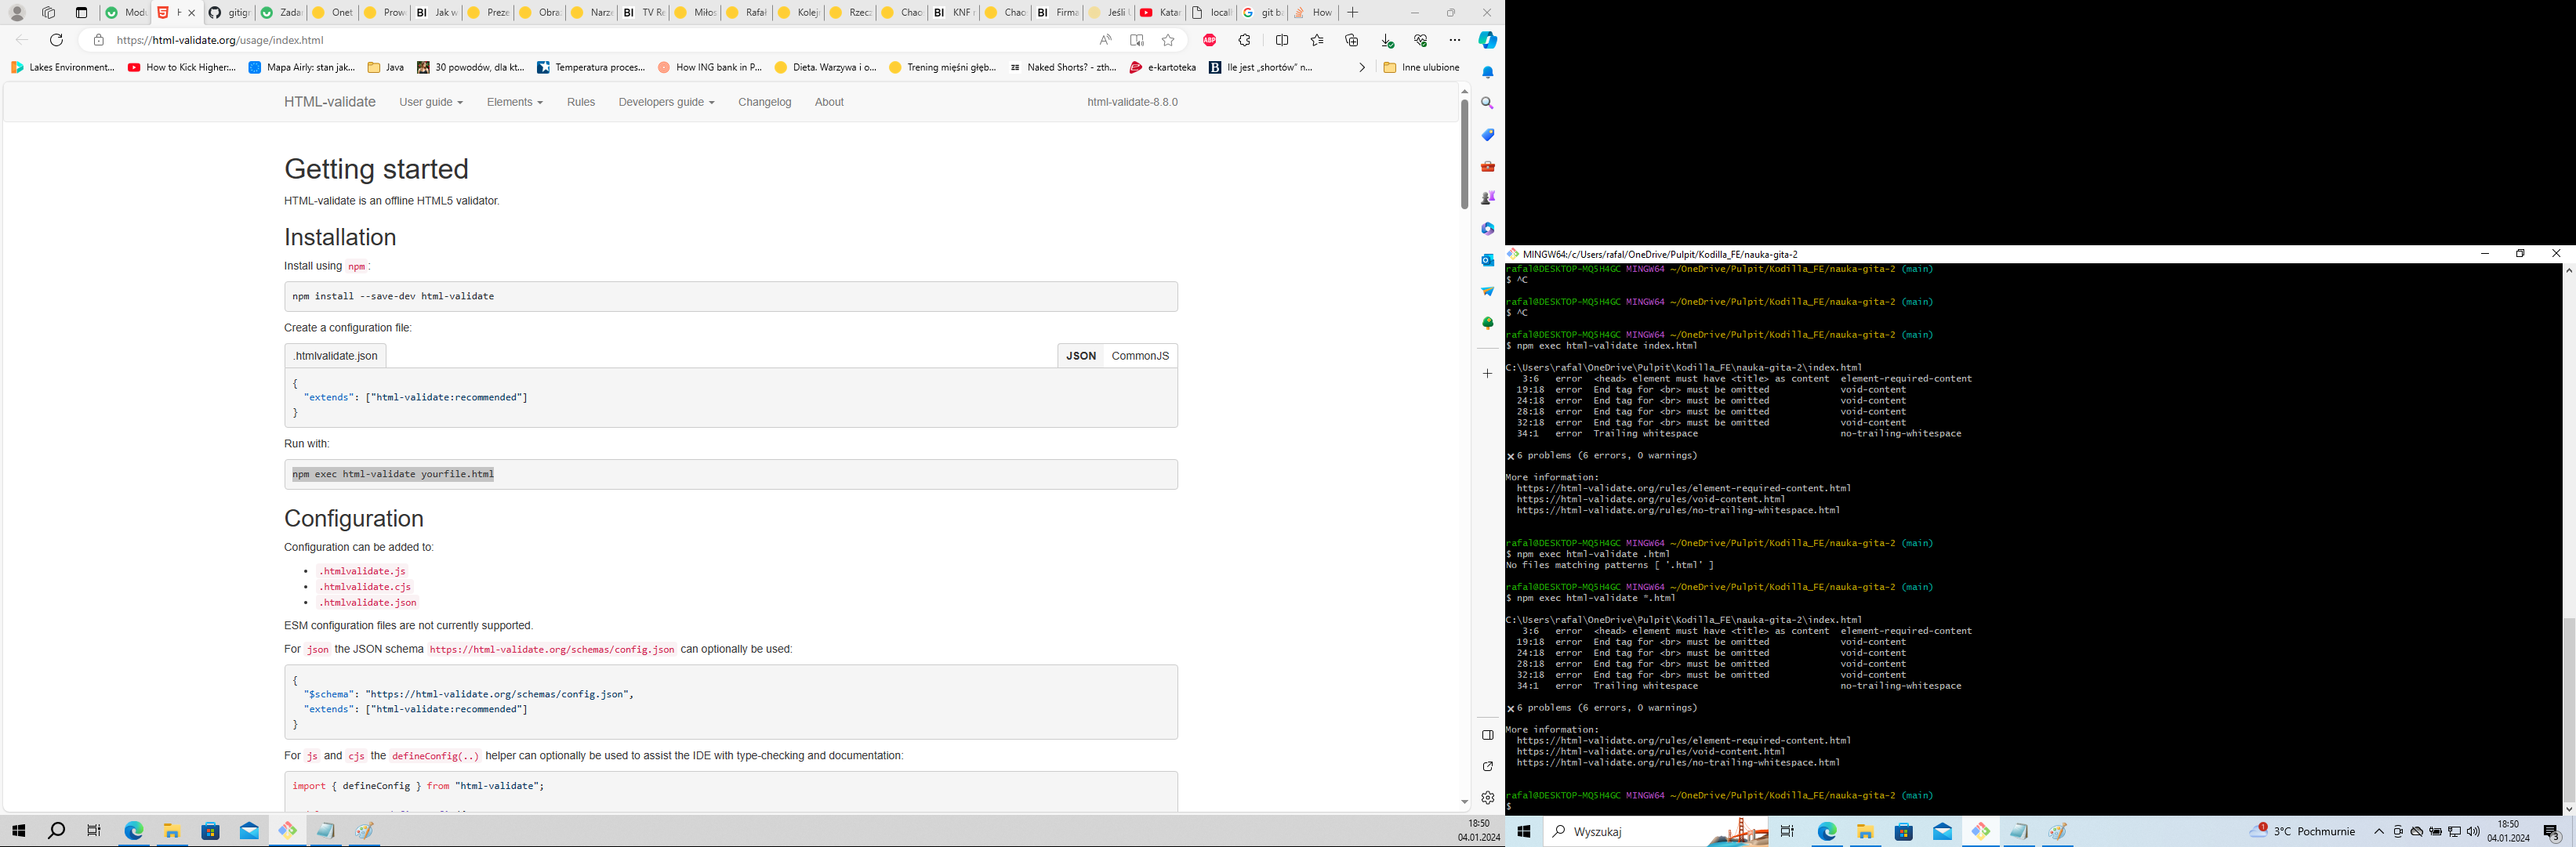 Modu
H
gitign
Zadar
Onet
Prow
Jak w
Preze
Obra:
Narze
TV Re
Miłos
Rafał
Kolej
Rzecz
Chao
KNF
Chao
Firma
Jeśli
Katar
locali
git ba
How
https://html-validate.org/usage/index.html
Lakes Environment...
How to Kick Higher:...
Mapa Airly: stan jak...
Java
30 powodów, dla kt...
Temperatura proces...
How ING bank in P...
Dieta. Warzywa i o...
Trening mięśni głęb...
Naked Shorts? - zth...
e-kartoteka
Ile jest „shortów” n...
Inne ulubione
HTML-validate User guide Elements Rules Developers guide Changelog About html-validate-8.8.0
Getting started
HTML-validate is an offline HTML5 validator.
Installation
Install using npm :
npm install --save-dev html-validate
Create a configuration file:
.htmlvalidate.json JSON CommonJS
{
"extends": ["html-validate:recommended"]
}
Run with:
npm exec html-validate yourfile.html
Configuration
Configuration can be added to:
• .htmlvalidate.js
• .htmlvalidate.cjs
• .htmlvalidate.json
ESM configuration files are not currently supported.
For json the JSON schema https://html-validate.org/schemas/config.json can optionally be used:
{
"$schema": "https://html-validate.org/schemas/config.json",
"extends": ["html-validate:recommended"]
}
For js and cjs the defineConfig(..) helper can optionally be used to assist the IDE with type-checking and documentation:
import { defineConfig } from "html-validate";
18:50
04.01.2024
MINGW64:/c/Users/rafal/OneDrive/Pulpit/Kodilla_FE/nauka-gita-2
rafal@DESKTOP-MQ5H4GC MINGW64 ~/OneDrive/Pulpit/Kodilla_FE/nauka-gita-2 (main)
$ ^C
rafal@DESKTOP-MQ5H4GC MINGW64 ~/OneDrive/Pulpit/Kodilla_FE/nauka-gita-2 (main)
$ ^C
rafal@DESKTOP-MQ5H4GC MINGW64 ~/OneDrive/Pulpit/Kodilla_FE/nauka-gita-2 (main)
$ npm exec html-validate index.html
C:\Users\rafal\OneDrive\Pulpit\Kodilla_FE\nauka-gita-2\index.html
3:6 error <head> element must have <title> as content element-required-content
19:18 error End tag for <br> must be omitted void-content
24:18 error End tag for <br> must be omitted void-content
28:18 error End tag for <br> must be omitted void-content
32:18 error End tag for <br> must be omitted void-content
34:1 error Trailing whitespace no-trailing-whitespace
✖ 6 problems (6 errors, 0 warnings)
More information:
https://html-validate.org/rules/element-required-content.html
https://html-validate.org/rules/void-content.html
https://html-validate.org/rules/no-trailing-whitespace.html
rafal@DESKTOP-MQ5H4GC MINGW64 ~/OneDrive/Pulpit/Kodilla_FE/nauka-gita-2 (main)
$ npm exec html-validate .html
No files matching patterns [ '.html' ]
rafal@DESKTOP-MQ5H4GC MINGW64 ~/OneDrive/Pulpit/Kodilla_FE/nauka-gita-2 (main)
$ npm exec html-validate *.html
C:\Users\rafal\OneDrive\Pulpit\Kodilla_FE\nauka-gita-2\index.html
3:6 error <head> element must have <title> as content element-required-content
19:18 error End tag for <br> must be omitted void-content
24:18 error End tag for <br> must be omitted void-content
28:18 error End tag for <br> must be omitted void-content
32:18 error End tag for <br> must be omitted void-content
34:1 error Trailing whitespace no-trailing-whitespace
✖ 6 problems (6 errors, 0 warnings)
More information:
https://html-validate.org/rules/element-required-content.html
https://html-validate.org/rules/void-content.html
https://html-validate.org/rules/no-trailing-whitespace.html
rafal@DESKTOP-MQ5H4GC MINGW64 ~/OneDrive/Pulpit/Kodilla_FE/nauka-gita-2 (main)
$
Wyszukaj
3°C Pochmurnie
18:50
04.01.2024
3